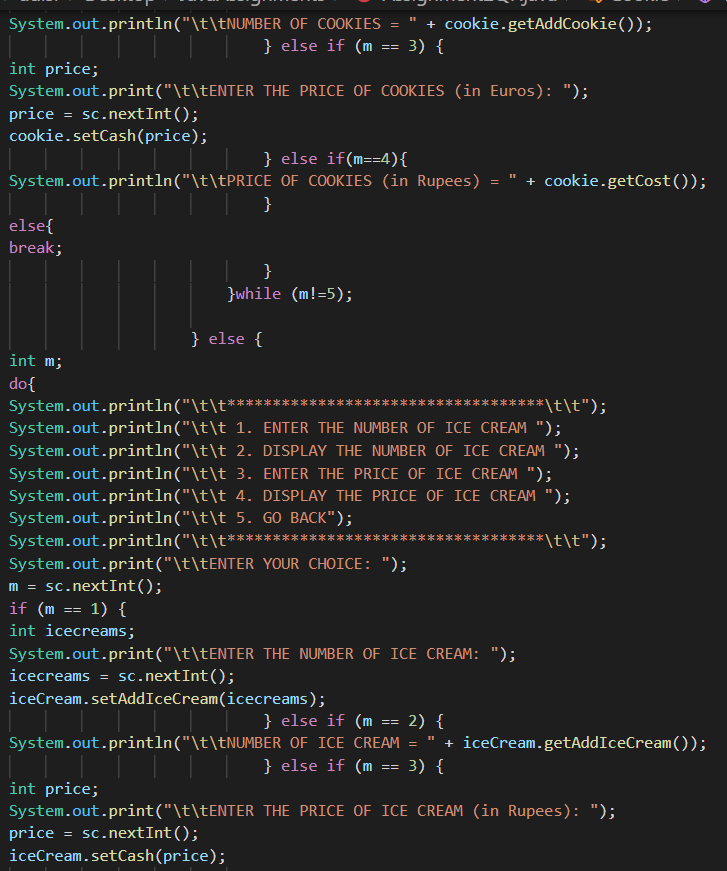 System.out.println("\t\tNUMBER OF COOKIES = " + cookie.getAddCookie());
} else if (m == 3) {
int price;
System.out.print("\t\tENTER THE PRICE OF COOKIES (in Euros): ");
price = sc.nextInt();
cookie.setCash(price);
} else if(m==4){
System.out.println("\t\tPRICE OF COOKIES (in Rupees) = " + cookie.getCost());
}
else{
break;
}
}while (m!=5);
} else {
int m;
do{
System.out.println("\t\t***********************************\t\t");
System.out.println("\t\t 1. ENTER THE NUMBER OF ICE CREAM ");
System.out.println("\t\t 2. DISPLAY THE NUMBER OF ICE CREAM ");
System.out.println("\t\t 3. ENTER THE PRICE OF ICE CREAM ");
System.out.println("\t\t 4. DISPLAY THE PRICE OF ICE CREAM ");
System.out.println("\t\t 5. GO BACK");
System.out.println("\t\t***********************************\t\t");
System.out.print("\t\tENTER YOUR CHOICE: ");
m = sc.nextInt();
if (m == 1) {
int icecreams;
System.out.print("\t\tENTER THE NUMBER OF ICE CREAM: ");
icecreams = sc.nextInt();
iceCream.setAddIceCream(icecreams);
} else if (m == 2) {
System.out.println("\t\tNUMBER OF ICE CREAM = " + iceCream.getAddIceCream());
} else if (m == 3) {
int price;
System.out.print("\t\tENTER THE PRICE OF ICE CREAM (in Rupees): ");
price = sc.nextInt();
iceCream.setCash(price);